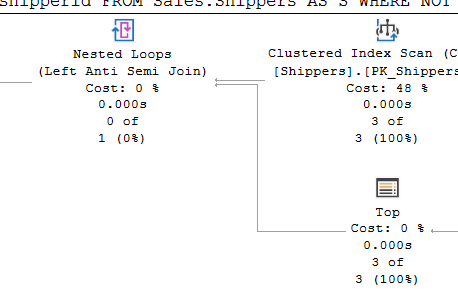 shipperid FROM Sales.Shippers AS S WHERE NOT
Nested Loops
(Left Anti Semi Join)
Cost: 0 %
0.000s
0 of
1 (0%)
Clustered Index Scan (C
[Shippers].[PK_Shippers
Cost: 48 %
0.000s
3 of
3 (100%)
Top
Cost: 0 %
0.000s
3 of
3 (100%)